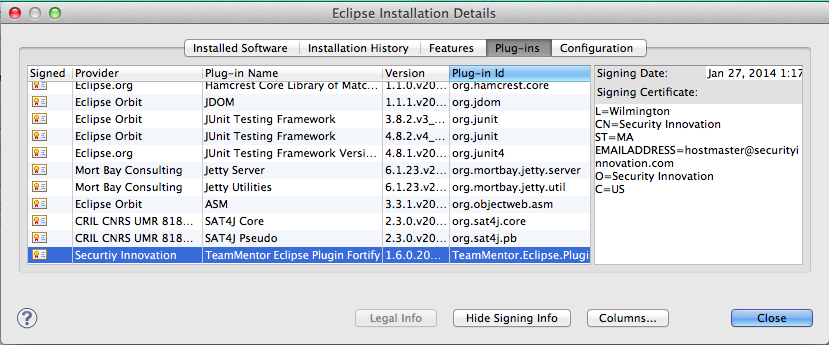 Eclipse Installation Details
Installed Software Installation History Features Plug-ins Configuration
Signed Provider Plug-in Name Version Plug-in Id
Eclipse.org Hamcrest Core Library of Matc... 1.1.0.v20... org.hamcrest.core
Eclipse Orbit JDOM 1.1.1.v20... org.jdom
Eclipse Orbit JUnit Testing Framework 3.8.2.v3_... org.junit
Eclipse Orbit JUnit Testing Framework 4.8.2.v4_... org.junit
Eclipse.org JUnit Testing Framework Versi... 4.8.1.v20... org.junit4
Mort Bay Consulting Jetty Server 6.1.23.v2... org.mortbay.jetty.server
Mort Bay Consulting Jetty Utilities 6.1.23.v2... org.mortbay.jetty.util
Eclipse Orbit ASM 3.3.1.v20... org.objectweb.asm
CRIL CNRS UMR 818... SAT4J Core 2.3.0.v20... org.sat4j.core
CRIL CNRS UMR 818... SAT4J Pseudo 2.3.0.v20... org.sat4j.pb
Securtiy Innovation TeamMentor Eclipse Plugin Fortify 1.6.0.20... TeamMentor.Eclipse.Plugi
Signing Date: Jan 27, 2014 1:17
Signing Certificate:
L=Wilmington
CN=Security Innovation
ST=MA
EMAILADDRESS=hostmaster@securityi
nnovation.com
O=Security Innovation
C=US
? Legal Info Hide Signing Info Columns... Close